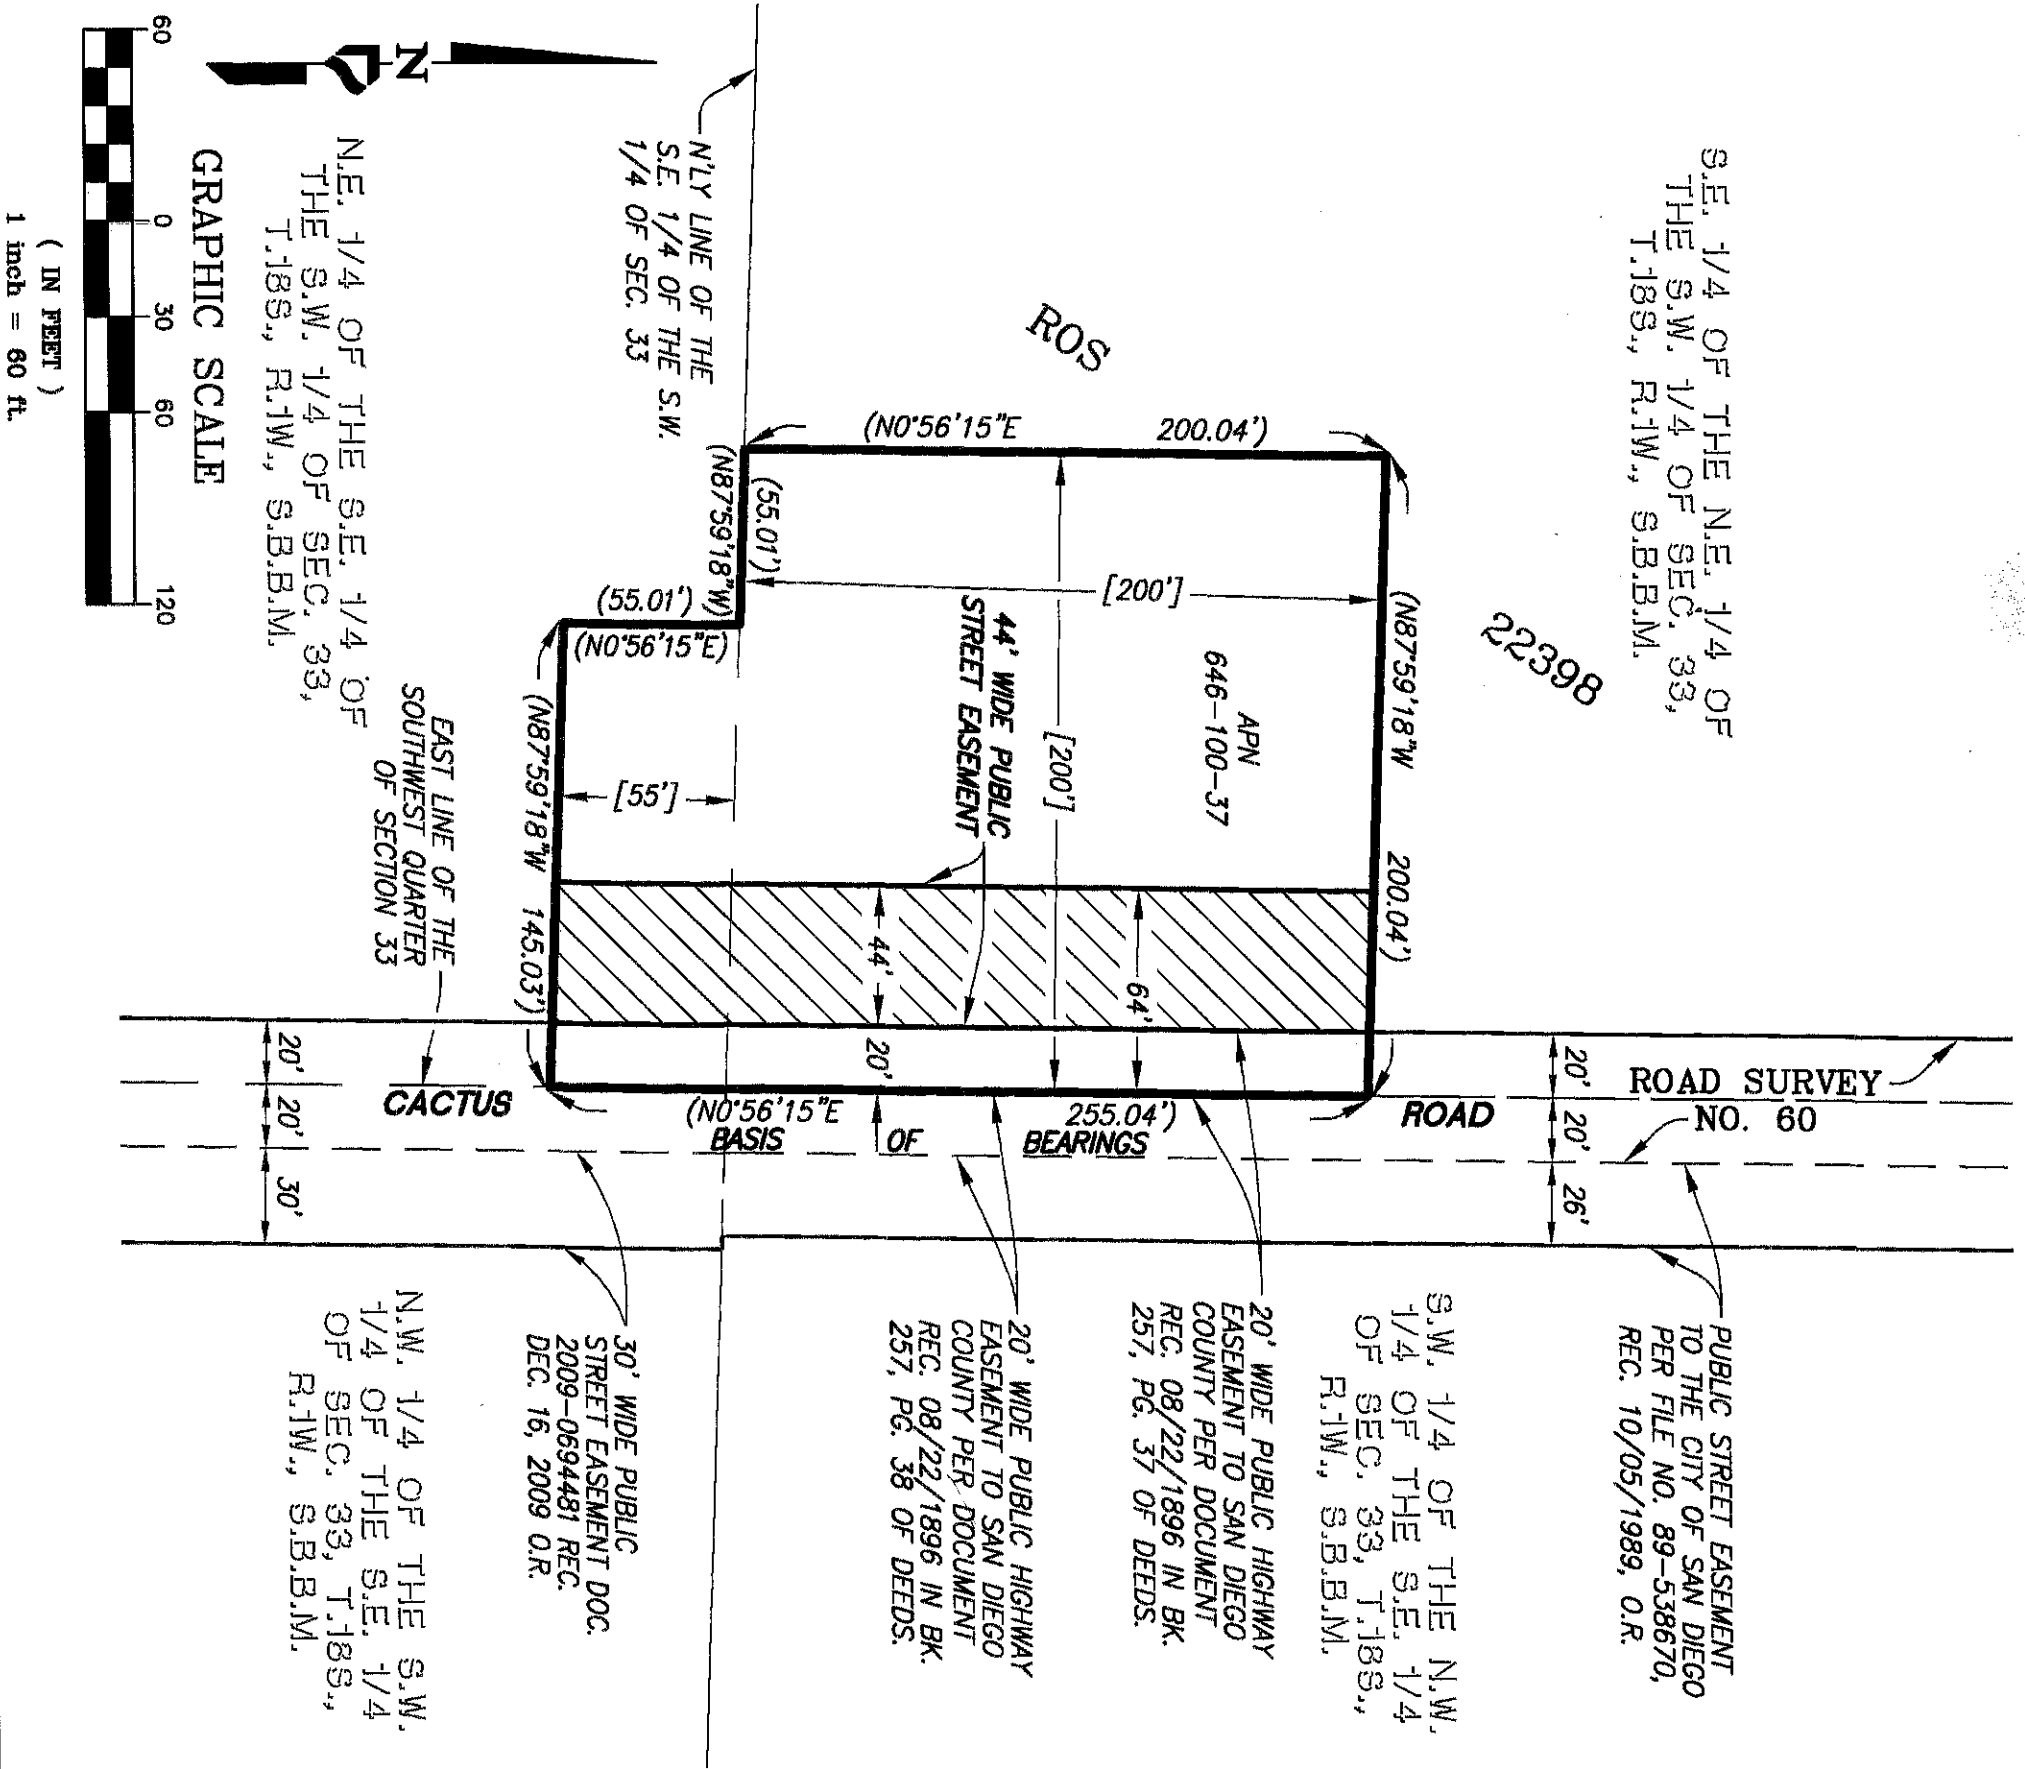 S.E. 1/4 OF THE N.E. 1/4 OF
THE S.W. 1/4 OF SEC. 33,
T.18S., R.1W., S.B.B.M.
ROS
22398
PUBLIC STREET EASEMENT
TO THE CITY OF SAN DIEGO
PER FILE NO. 89-538670,
REC. 10/05/1989, O.R.
ROAD SURVEY
NO. 60
20'
20'
26'
S.W. 1/4 OF THE N.W.
1/4 OF THE S.E. 1/4
OF SEC. 33, T.18S.,
R.1W., S.B.B.M.
(N87°59'18"W 200.04')
(N0°56'15"E 200.04')
APN
646-100-37
[200']
[200']
44' WIDE PUBLIC
STREET EASEMENT
64'
44'
20'
20' WIDE PUBLIC HIGHWAY
EASEMENT TO SAN DIEGO
COUNTY PER DOCUMENT
REC. 08/22/1896 IN BK.
257, PG. 37 OF DEEDS.
20' WIDE PUBLIC HIGHWAY
EASEMENT TO SAN DIEGO
COUNTY PER DOCUMENT
REC. 08/22/1896 IN BK.
257, PG. 38 OF DEEDS.
(N0°56'15"E 255.04')
BASIS OF BEARINGS
CACTUS ROAD
(55.01')
(N87°59'18"W)
(55.01')
(N0°56'15"E)
[55']
(N87°59'18"W 145.03')
N'LY LINE OF THE
S.E. 1/4 OF THE S.W.
1/4 OF SEC. 33
30' WIDE PUBLIC
STREET EASEMENT DOC.
2009-0694481 REC.
DEC. 16, 2009 O.R.
EAST LINE OF THE
SOUTHWEST QUARTER
OF SECTION 33
20'
20'
30'
N.W. 1/4 OF THE S.W.
1/4 OF THE S.E. 1/4
OF SEC. 33, T.18S.,
R.1W., S.B.B.M.
N
N.E. 1/4 OF THE S.E. 1/4 OF
THE S.W. 1/4 OF SEC. 33,
T.18S., R.1W., S.B.B.M.
GRAPHIC SCALE
60 0 30 60 120
( IN FEET )
1 inch = 60 ft.